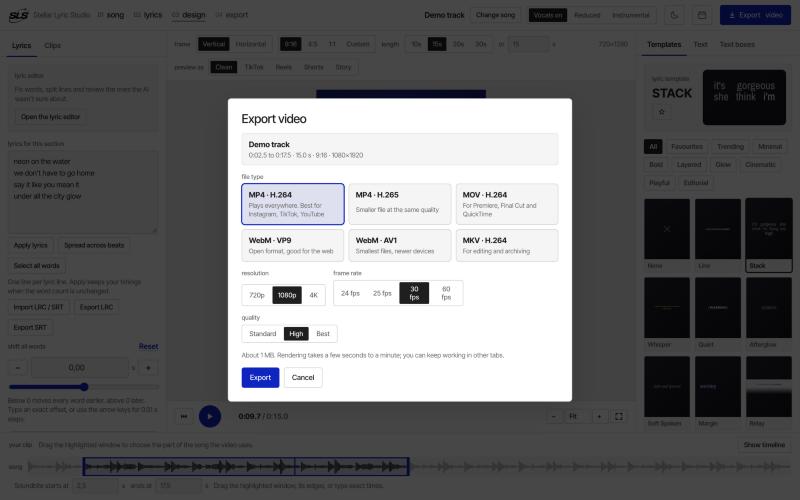 SLS Stellar Lyric Studio 01 song 02 lyrics 03 design 04 export Demo track Change song Vocals on Reduced Instrumental Export video
Lyrics Clips
lyric editor
Fix words, split lines and review the ones the AI
wasn't sure about.
Open the lyric editor
lyrics for this section
neon on the water
we don't have to go home
say it like you mean it
under all the city glow
Apply lyrics Spread across beats
Select all words
One line per lyric line. Apply keeps your timings
when the word count is unchanged.
Import LRC / SRT Export LRC
Export SRT
shift all words Reset
− 0,00 s +
Below 0 moves every word earlier, above 0 later.
Type an exact offset, or use the arrow keys for 0.01 s
steps.
frame Vertical Horizontal 9:16 4:5 1:1 Custom length 10s 15s 20s 30s or 15 s 720×1280
preview as Clean TikTok Reels Shorts Story
Export video
Demo track
0:02.5 to 0:17.5 · 15.0 s · 9:16 · 1080×1920
file type
MP4 · H.264
Plays everywhere. Best for
Instagram, TikTok, YouTube
MP4 · H.265
Smaller file at the same quality
MOV · H.264
For Premiere, Final Cut and
QuickTime
WebM · VP9
Open format, good for the web
WebM · AV1
Smallest files, newer devices
MKV · H.264
For editing and archiving
resolution
720p 1080p 4K
frame rate
24 fps 25 fps 30 fps 60 fps
quality
Standard High Best
About 1 MB. Rendering takes a few seconds to a minute; you can keep working in other tabs.
Export Cancel
0:09.7 / 0:15.0 − Fit +
Templates Text Text boxes
lyric template
STACK
it's gorgeous
she think i'm
All Favourites Trending Minimal
Bold Layered Glow Cinematic
Playful Editorial
None Line Stack
Whisper Quiet Afterglow
Soft Spoken Margin Relay
your clip Drag the highlighted window to choose the part of the song the video uses. Show timeline
song
Soundbite starts at 2,5 s ends at 17,5 s Drag the highlighted window, its edges, or type exact times.